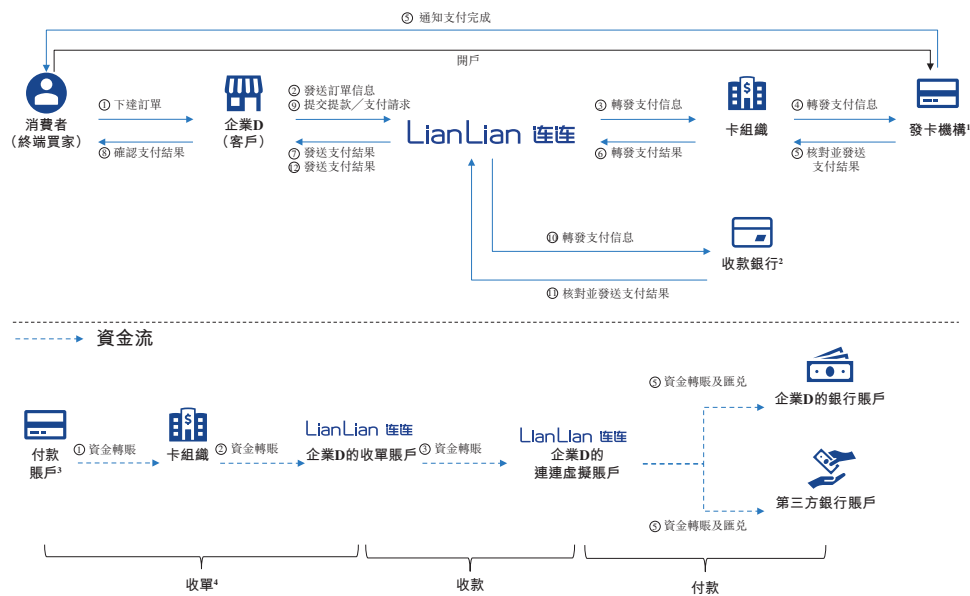 ⑤ 通知支付完成
開戶
① 下達訂單
② 發送訂單信息
⑨ 提交提款／支付請求
③ 轉發支付信息
④ 轉發支付信息
消費者
（終端買家）
企業D
（客戶）
LianLian 连连
卡組織
發卡機構¹
⑧ 確認支付結果
⑦ 發送支付結果
⑫ 發送支付結果
⑥ 轉發支付結果
⑤ 核對並發送
支付結果
⑩ 轉發支付信息
收款銀行²
⑪ 核對並發送支付結果
資金流
⑤ 資金轉賬及匯兌
企業D的銀行賬戶
付款
賬戶³
① 資金轉賬
卡組織
② 資金轉賬
LianLian 连连
企業D的收單賬戶
③ 資金轉賬
LianLian 连连
企業D的
連連虛擬賬戶
第三方銀行賬戶
⑤ 資金轉賬及匯兌
收單⁴
收款
付款